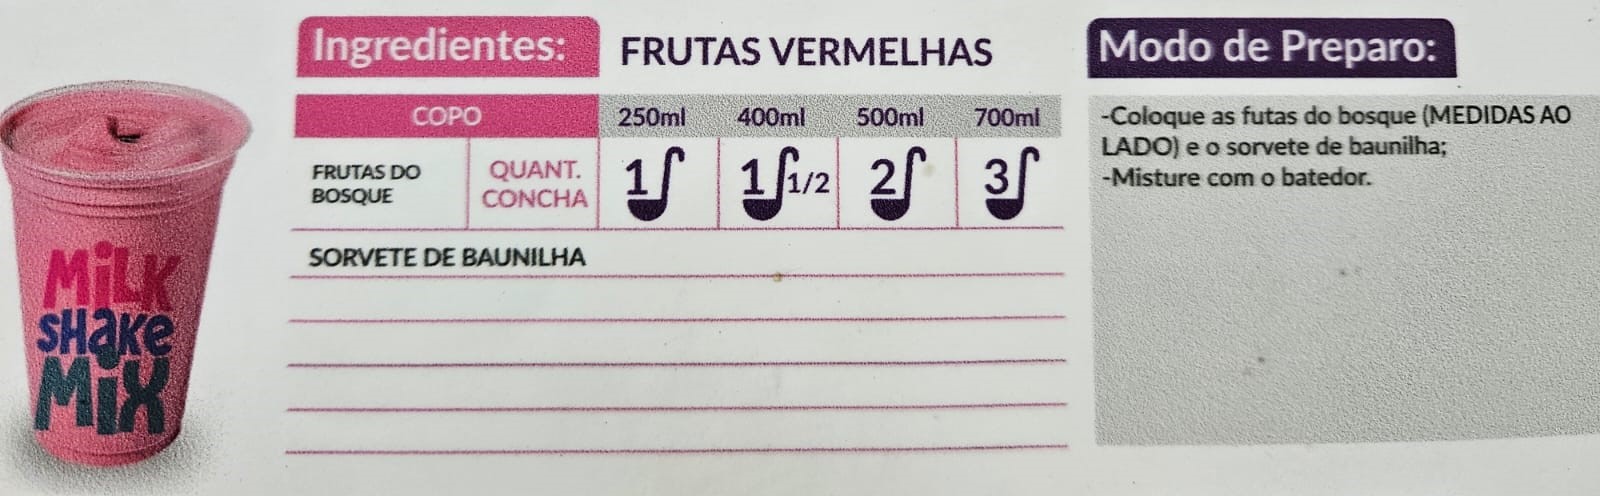 Ingredientes: FRUTAS VERMELHAS
COPO 250ml 400ml 500ml 700ml
FRUTAS DO
BOSQUE
QUANT.
CONCHA
1 1 1/2 2 3
SORVETE DE BAUNILHA
Modo de Preparo:
-Coloque as futas do bosque (MEDIDAS AO
LADO) e o sorvete de baunilha;
-Misture com o batedor.
MiLK
SHaKe
MiX